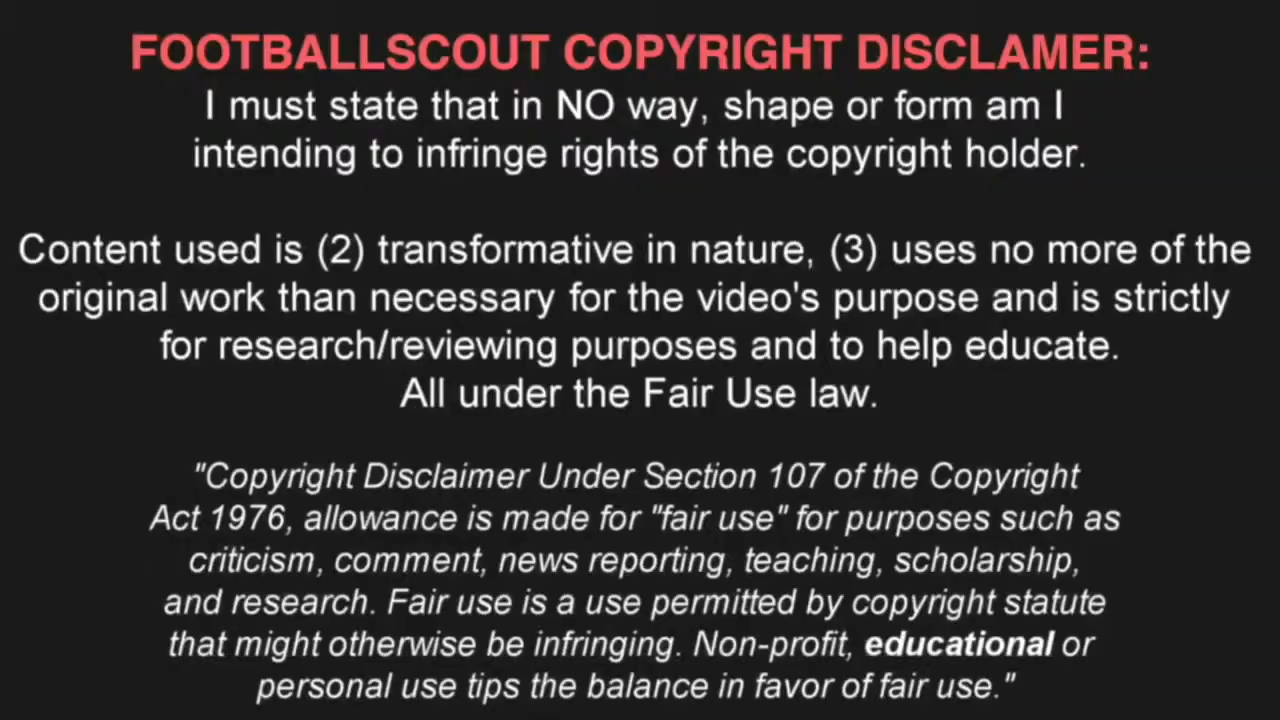 FOOTBALLSCOUT COPYRIGHT DISCLAMER:
I must state that in NO way, shape or form am I
intending to infringe rights of the copyright holder.
Content used is (2) transformative in nature, (3) uses no more of the
original work than necessary for the video's purpose and is strictly
for research/reviewing purposes and to help educate.
All under the Fair Use law.
"Copyright Disclaimer Under Section 107 of the Copyright
Act 1976, allowance is made for "fair use" for purposes such as
criticism, comment, news reporting, teaching, scholarship,
and research. Fair use is a use permitted by copyright statute
that might otherwise be infringing. Non-profit, educational or
personal use tips the balance in favor of fair use."